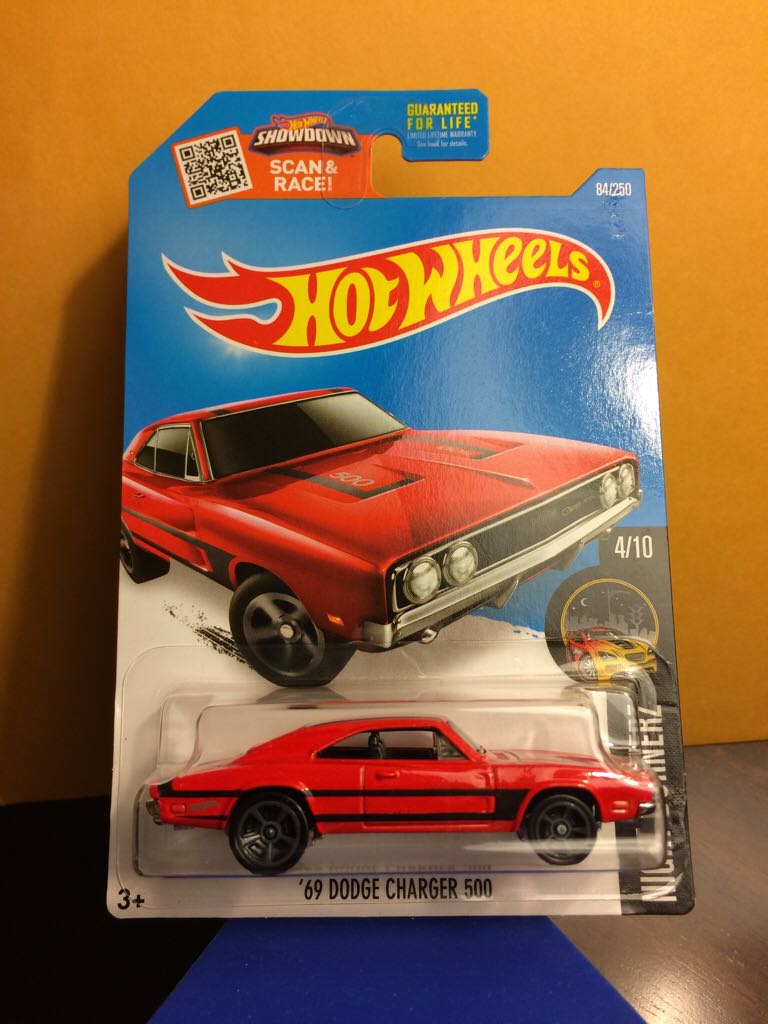 HOT WHEELS
SHOWDOWN
SCAN &
RACE!
GUARANTEED
FOR LIFE*
LIMITED LIFETIME WARRANTY.
See back for details.
84/250
HOT WHEELS®
500
4/10
'69 DODGE CHARGER 500
3+